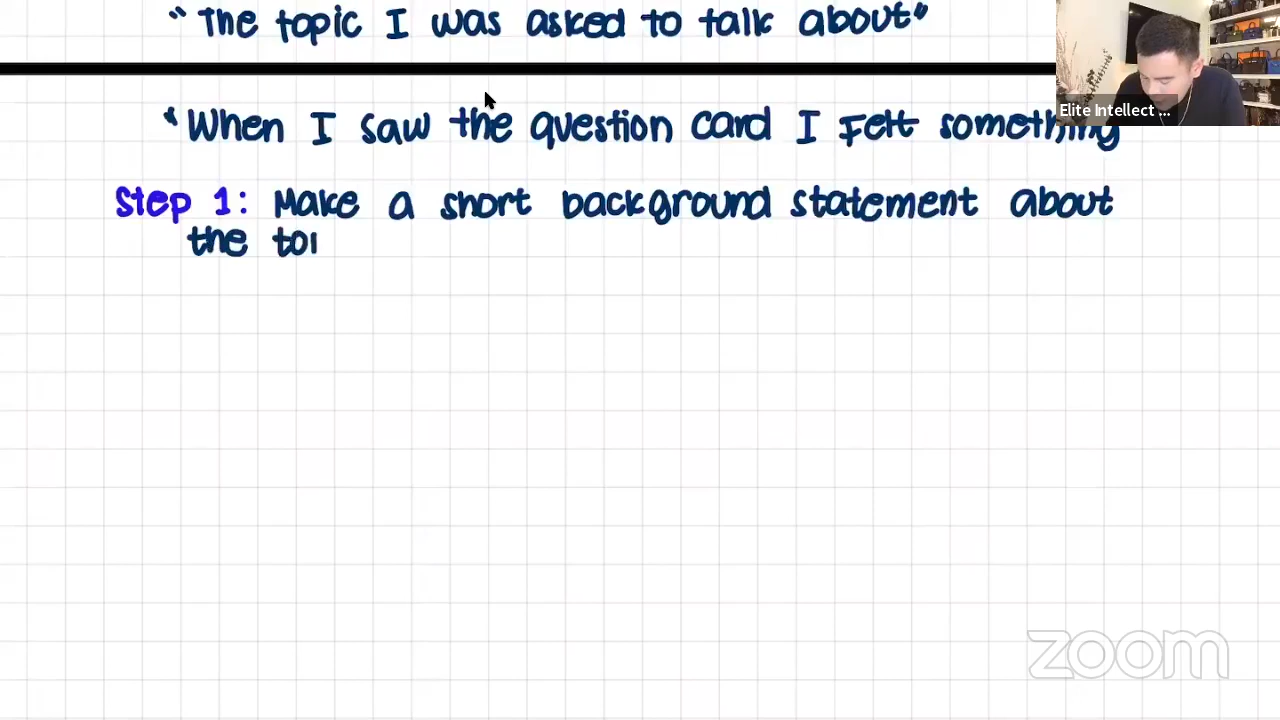 "The topic I was asked to talk about"
Elite Intellect ...
"When I saw the question card I felt something
Step 1: Make a short background statement about
the
zoom